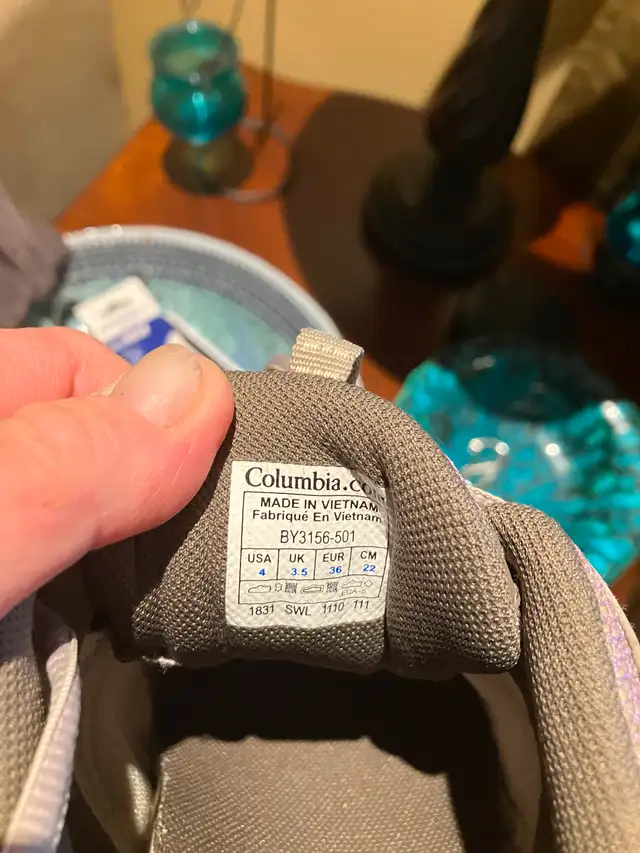 Columbia.co
MADE IN VIETNAM
Fabriqué En Vietnam
BY3156-501
USA UK EUR CM
4 3.5 36 22
1831 SWL 1110 111